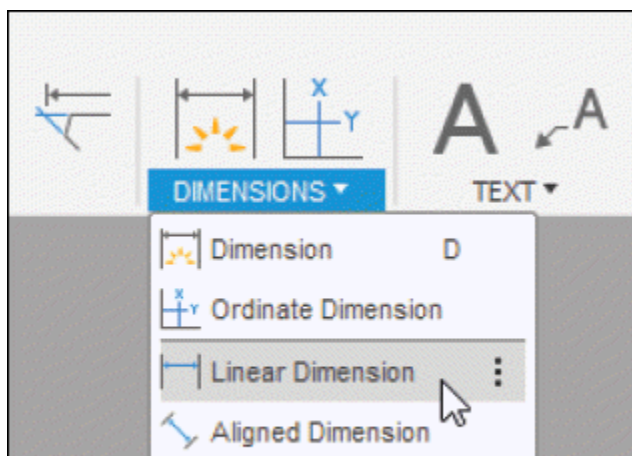 X
Y
A
A
DIMENSIONS
TEXT
Dimension D
X
Y
Ordinate Dimension
Linear Dimension
Aligned Dimension